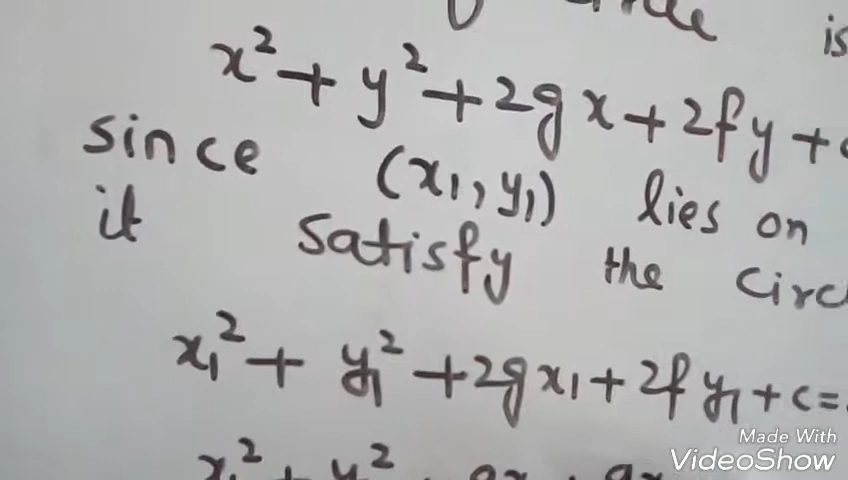 is
x² + y² + 2gx + 2fy +
since (x₁, y₁) lies on
it satisfy the
x₁² + y₁² + 2gx₁ + 2fy₁ + c =
Made With
VideoShow